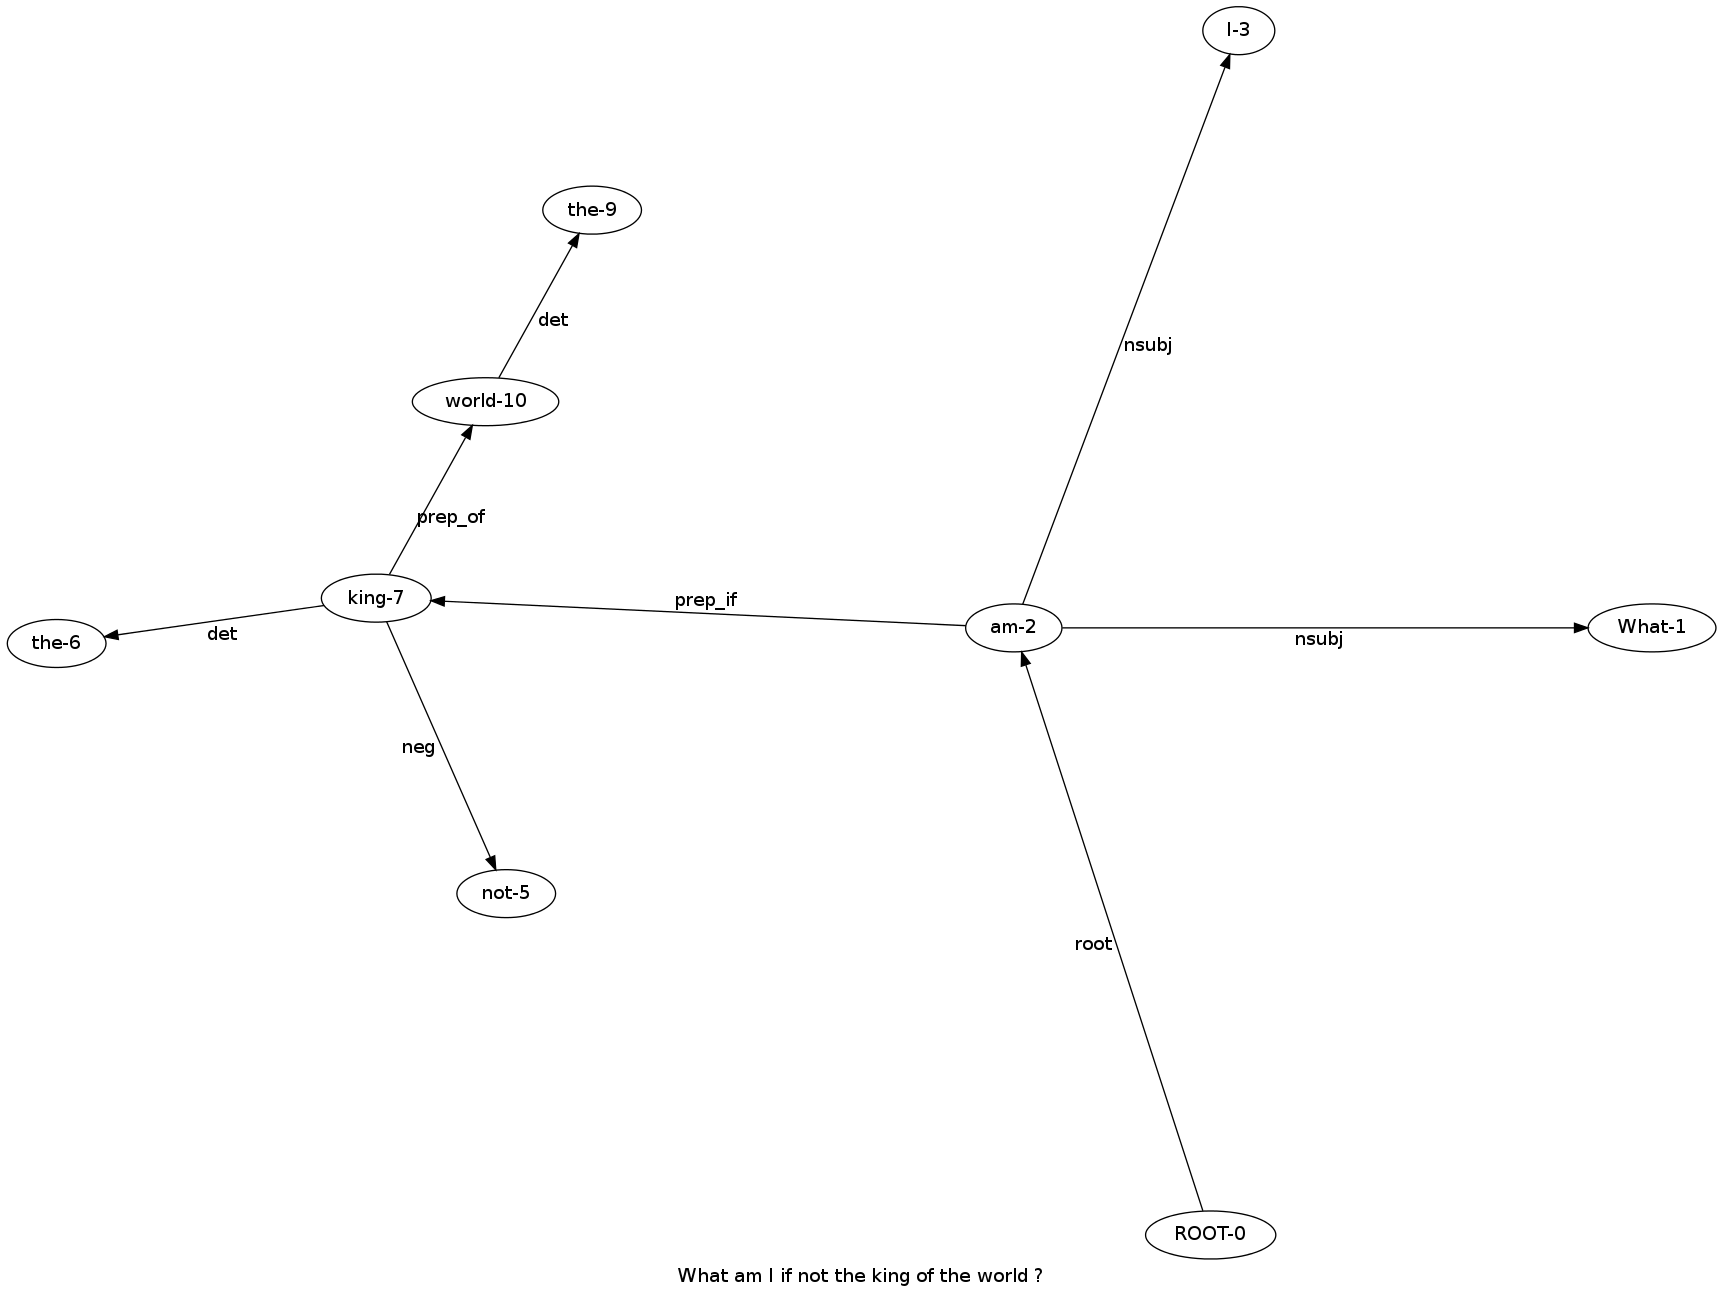 I-3
the-9
det
nsubj
world-10
prep_of
king-7
prep_if
am-2
What-1
nsubj
the-6
det
neg
not-5
root
ROOT-0
What am I if not the king of the world ?